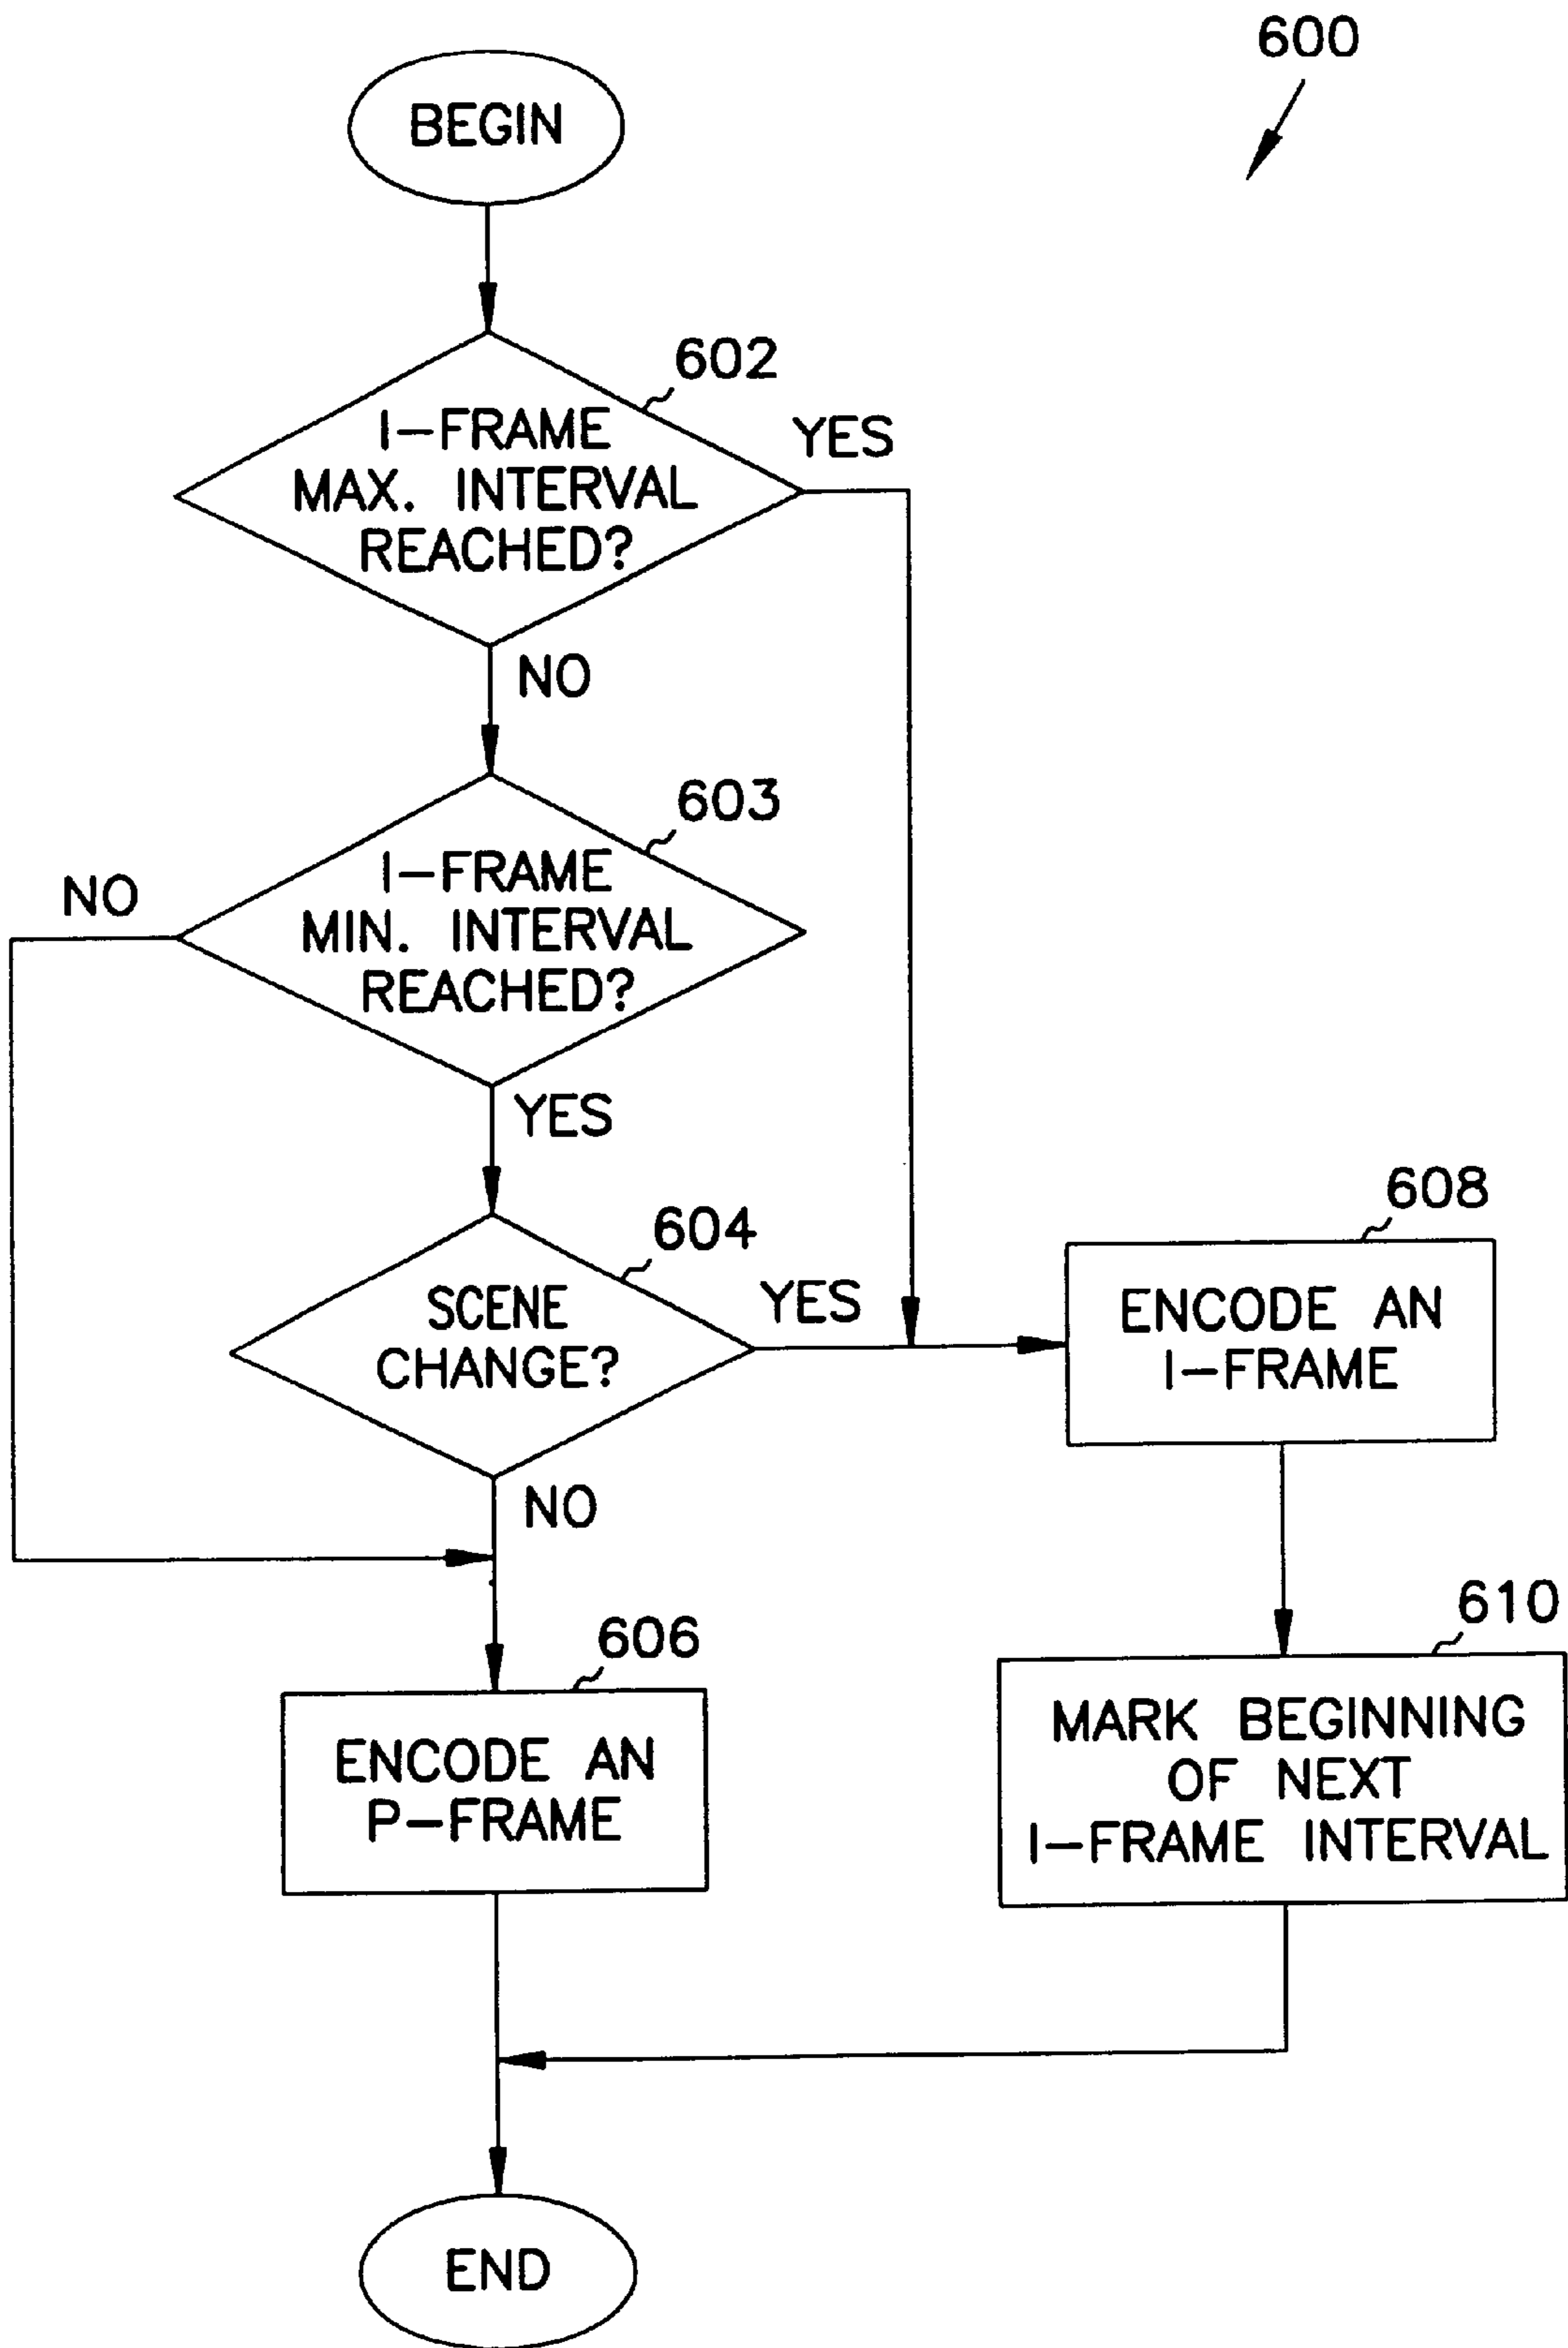 600
BEGIN
602
I-FRAME
MAX. INTERVAL
REACHED?
YES
NO
603
I-FRAME
MIN. INTERVAL
REACHED?
NO
YES
604
SCENE
CHANGE?
YES
NO
608
ENCODE AN
I-FRAME
606
ENCODE AN
P-FRAME
610
MARK BEGINNING
OF NEXT
I-FRAME INTERVAL
END